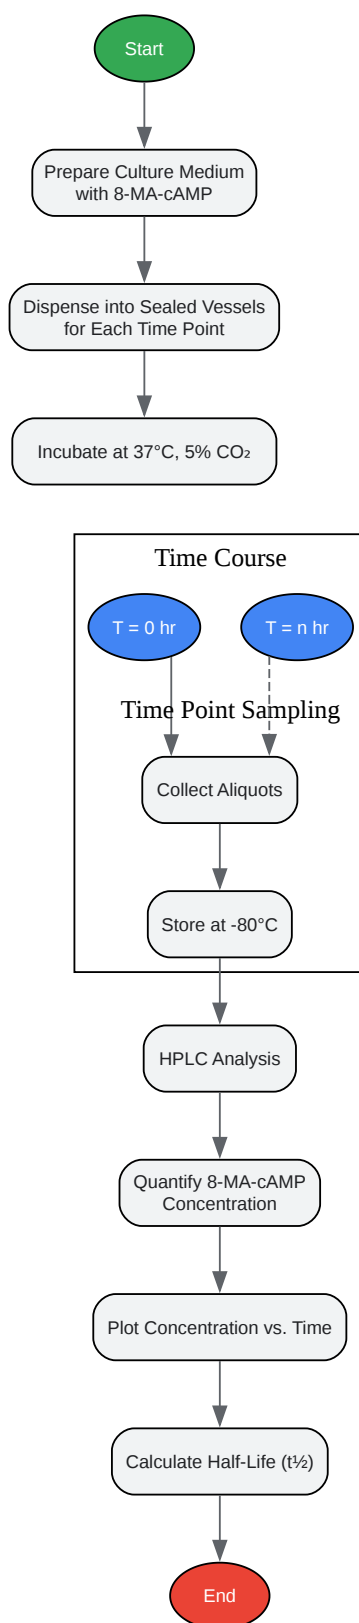 Start
Prepare Culture Medium
with 8-MA-cAMP
Dispense into Sealed Vessels
for Each Time Point
Incubate at 37°C, 5% CO₂
Time Course
T = 0 hr
T = n hr
Time Point Sampling
Collect Aliquots
Store at -80°C
HPLC Analysis
Quantify 8-MA-cAMP
Concentration
Plot Concentration vs. Time
Calculate Half-Life (t½)
End